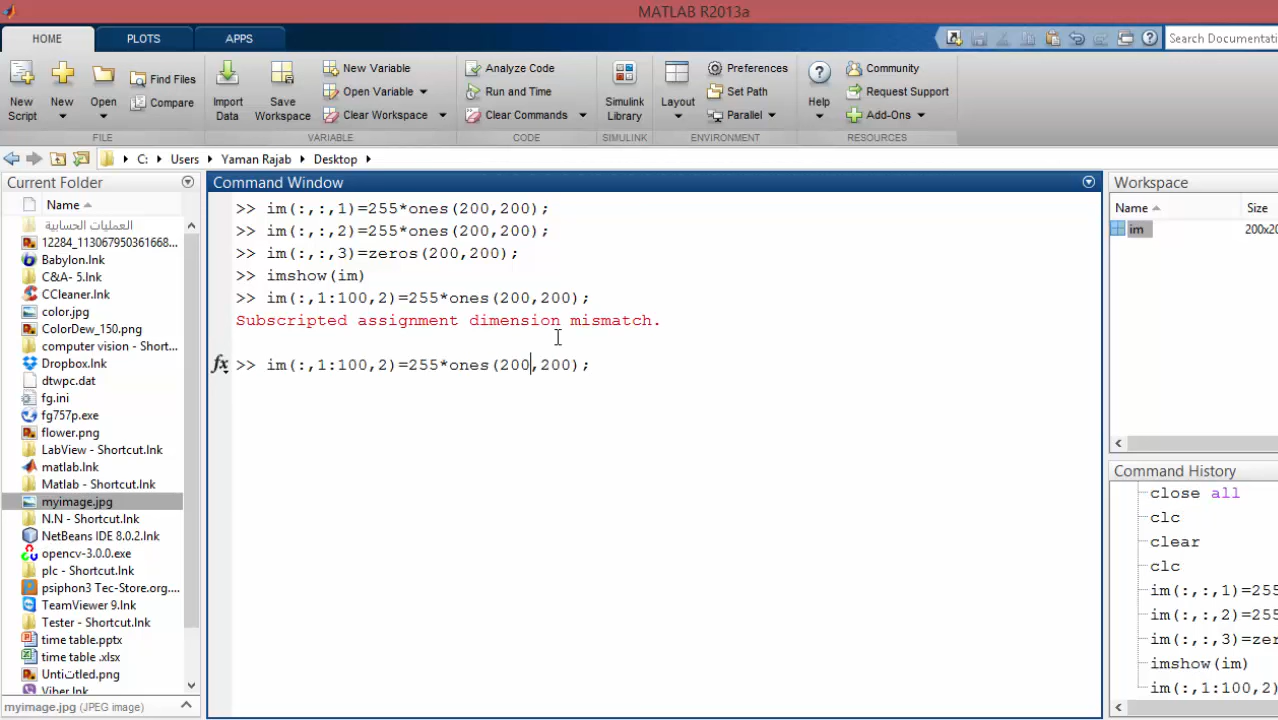 MATLAB R2013a
HOME PLOTS APPS Search Documentati
New Script New Open Find Files Compare Import Data Save Workspace New Variable Open Variable Clear Workspace Analyze Code Run and Time Clear Commands Simulink Library Layout Preferences Set Path Parallel Help Community Request Support Add-Ons
FILE VARIABLE CODE SIMULINK ENVIRONMENT RESOURCES
C: Users Yaman Rajab Desktop
Current Folder
Name
العمليات الحسابية
12284_113067950361668...
Babylon.lnk
C&A- 5.lnk
CCleaner.lnk
color.jpg
ColorDew_150.png
computer vision - Short...
Dropbox.lnk
dtwpc.dat
fg.ini
fg757p.exe
flower.png
LabView - Shortcut.lnk
matlab.lnk
Matlab - Shortcut.lnk
myimage.jpg
N.N - Shortcut.lnk
NetBeans IDE 8.0.2.lnk
opencv-3.0.0.exe
plc - Shortcut.lnk
psiphon3 Tec-Store.org....
TeamViewer 9.lnk
Tester - Shortcut.lnk
time table.pptx
time table .xlsx
Viber.lnk
myimage.jpg (JPEG image)
Command Window
>> im(:,:,1)=255*ones(200,200);
>> im(:,:,2)=255*ones(200,200);
>> im(:,:,3)=zeros(200,200);
>> imshow(im)
>> im(:,1:100,2)=255*ones(200,200);
Subscripted assignment dimension mismatch.
fx >> im(:,1:100,2)=255*ones(200,200);
Workspace
Name Size
im 200x20
Command History
close all
clc
clear
clc
im(:,:,1)=255
im(:,:,2)=255
im(:,:,3)=zer
imshow(im)
im(:,1:100,2)